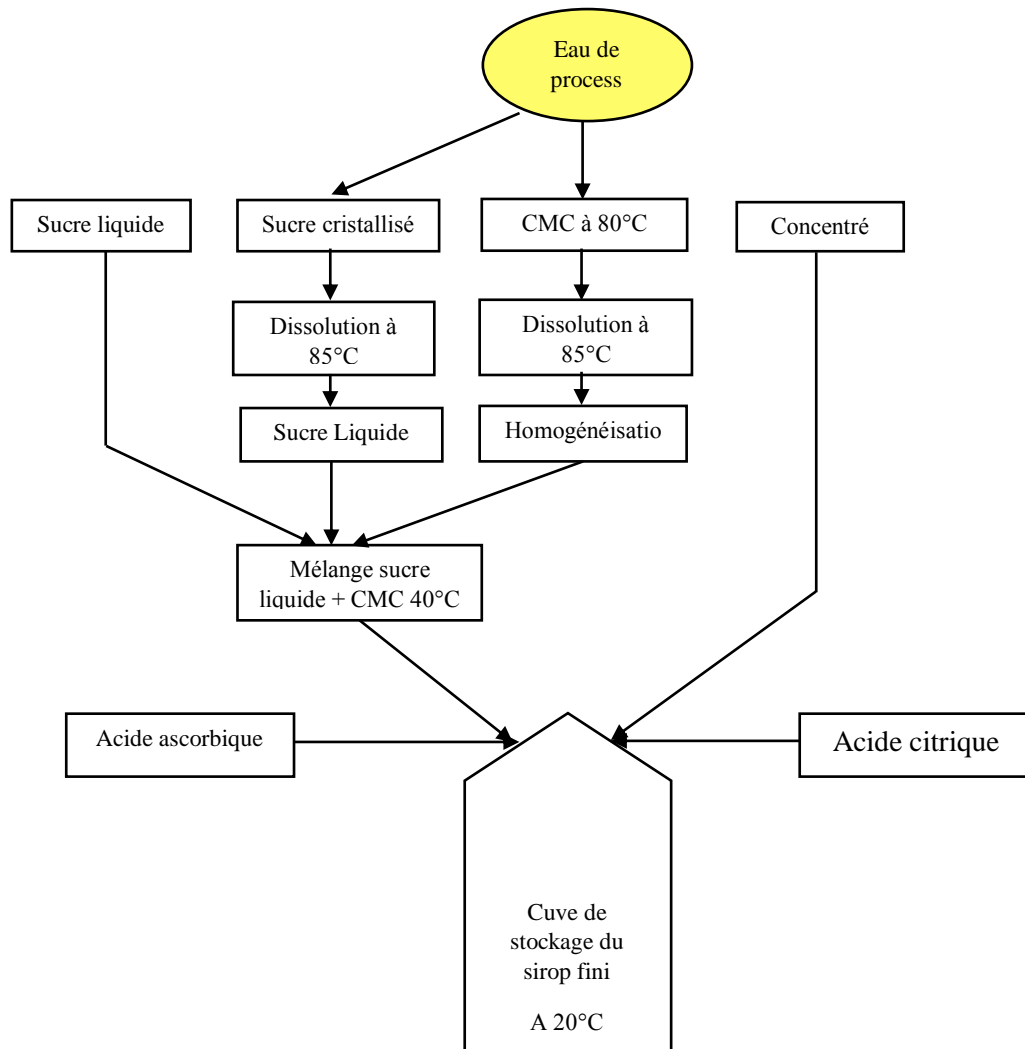 Eau de
process
Sucre liquide
Sucre cristallisé
CMC à 80°C
Concentré
Dissolution à
85°C
Dissolution à
85°C
Sucre Liquide
Homogénéisatio
Mélange sucre
liquide + CMC 40°C
Acide ascorbique
Acide citrique
Cuve de
stockage du
sirop fini
A 20°C